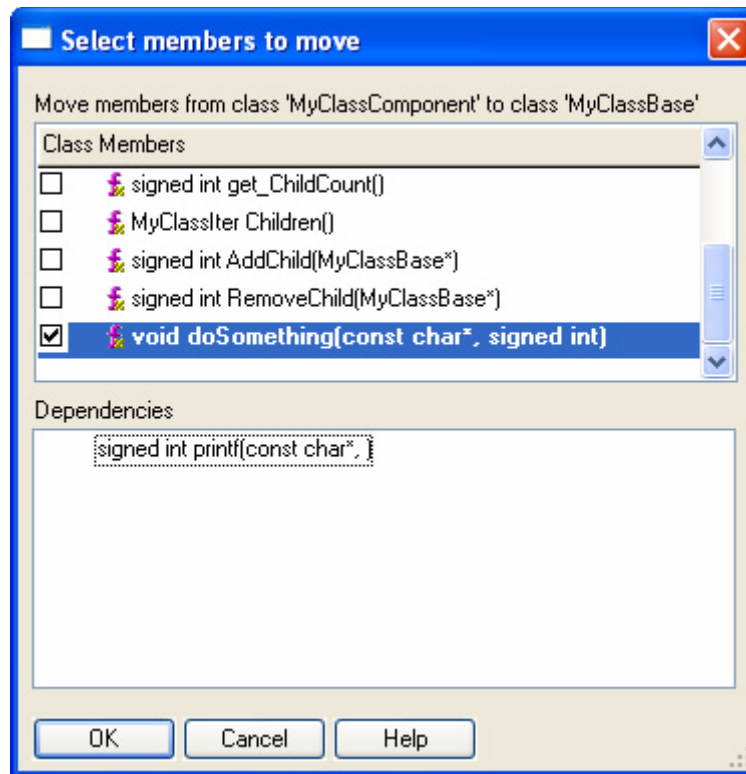 Select members to move
Move members from class 'MyClassComponent' to class 'MyClassBase'
Class Members
signed int get_ChildCount()
MyClassIter Children()
signed int AddChild(MyClassBase*)
signed int RemoveChild(MyClassBase*)
void doSomething(const char*, signed int)
Dependencies
signed int printf(const char*, )
OK Cancel Help